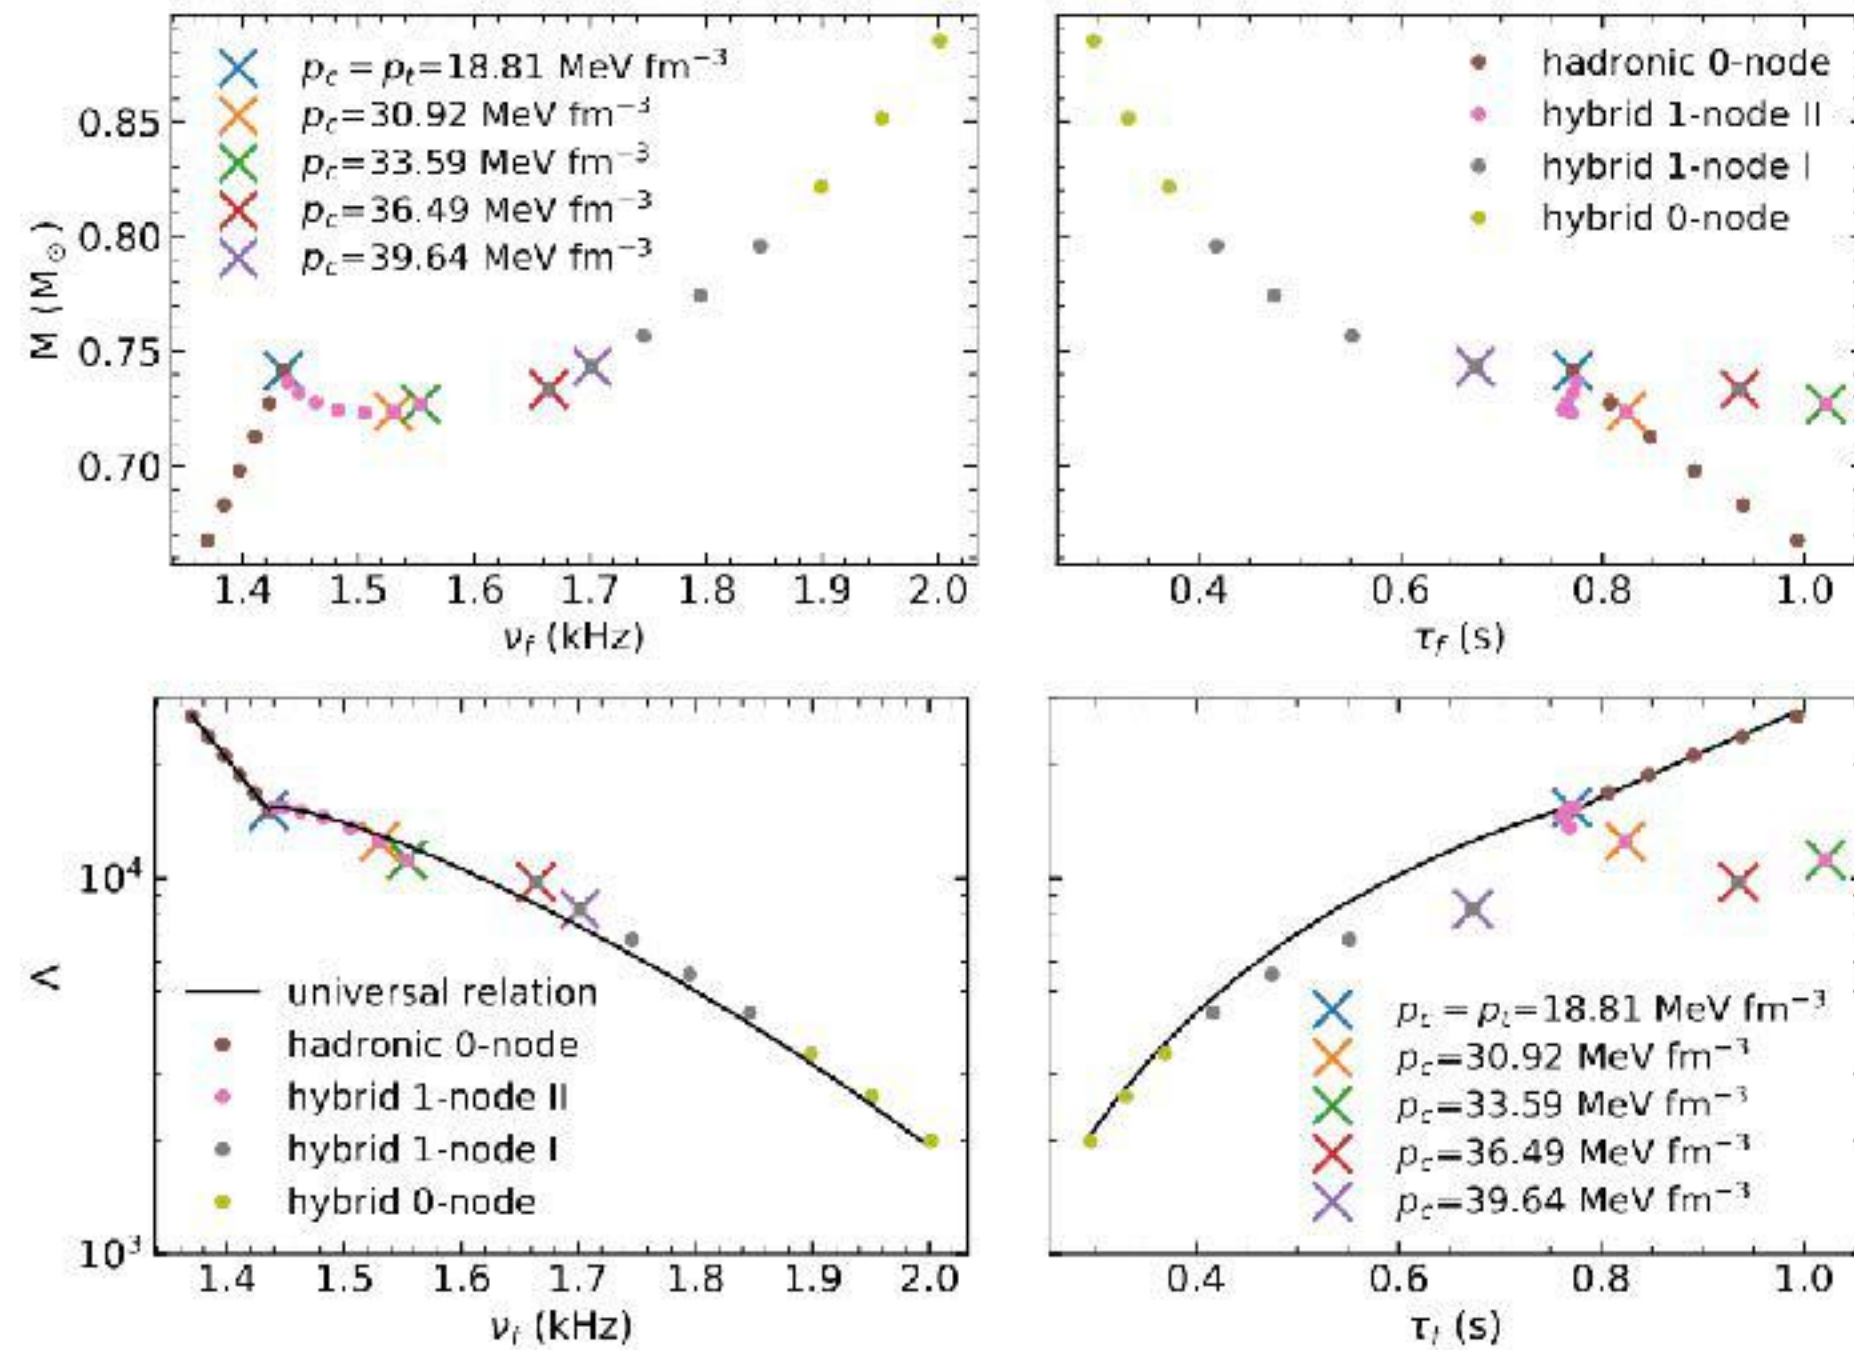 p_c = p_t=18.81 MeV fm⁻³
p_c=30.92 MeV fm⁻³
p_c=33.59 MeV fm⁻³
p_c=36.49 MeV fm⁻³
p_c=39.64 MeV fm⁻³
M (M⊙)
0.85
0.80
0.75
0.70
1.4 1.5 1.6 1.7 1.8 1.9 2.0
ν_f (kHz)
hadronic 0-node
hybrid 1-node II
hybrid 1-node I
hybrid 0-node
0.4 0.6 0.8 1.0
τ_f (s)
Λ
10⁴
10³
universal relation
hadronic 0-node
hybrid 1-node II
hybrid 1-node I
hybrid 0-node
1.4 1.5 1.6 1.7 1.8 1.9 2.0
ν_f (kHz)
p_c = p_t=18.81 MeV fm⁻³
p_c=30.92 MeV fm⁻³
p_c=33.59 MeV fm⁻³
p_c=36.49 MeV fm⁻³
p_c=39.64 MeV fm⁻³
0.4 0.6 0.8 1.0
τ_f (s)